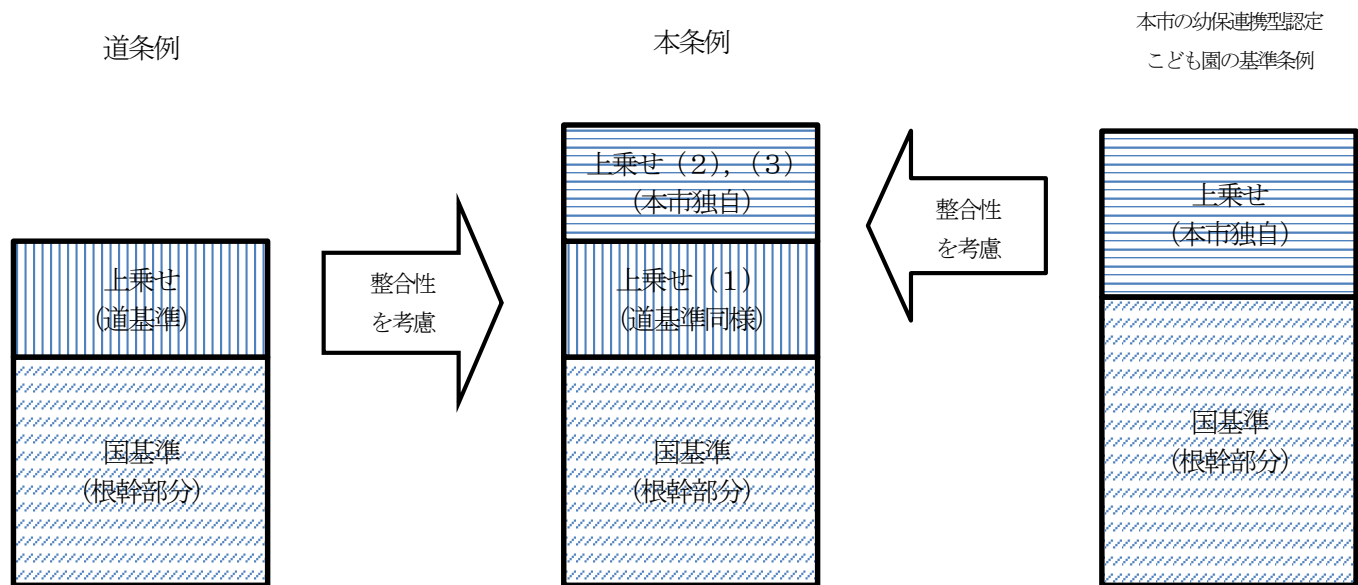 道条例
上乗せ
(道基準)
国基準
(根幹部分)
整合性
を考慮
本条例
上乗せ（２），（３）
(本市独自)
上乗せ（１）
(道基準同様)
国基準
(根幹部分)
整合性
を考慮
本市の幼保連携型認定
こども園の基準条例
上乗せ
(本市独自)
国基準
(根幹部分)